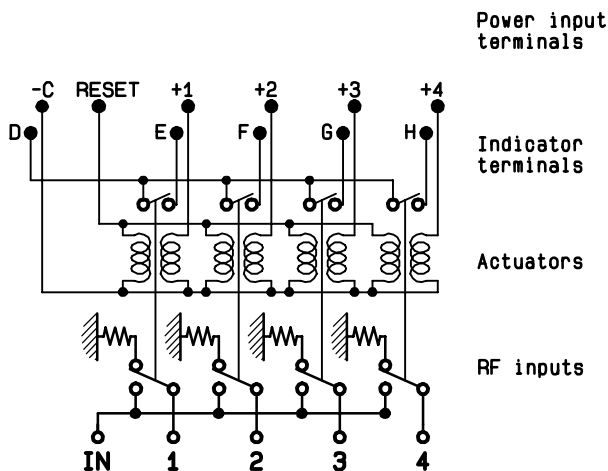 Power input
terminals
-C RESET +1 +2 +3 +4
D E F G H
Indicator
terminals
Actuators
RF inputs
IN 1 2 3 4